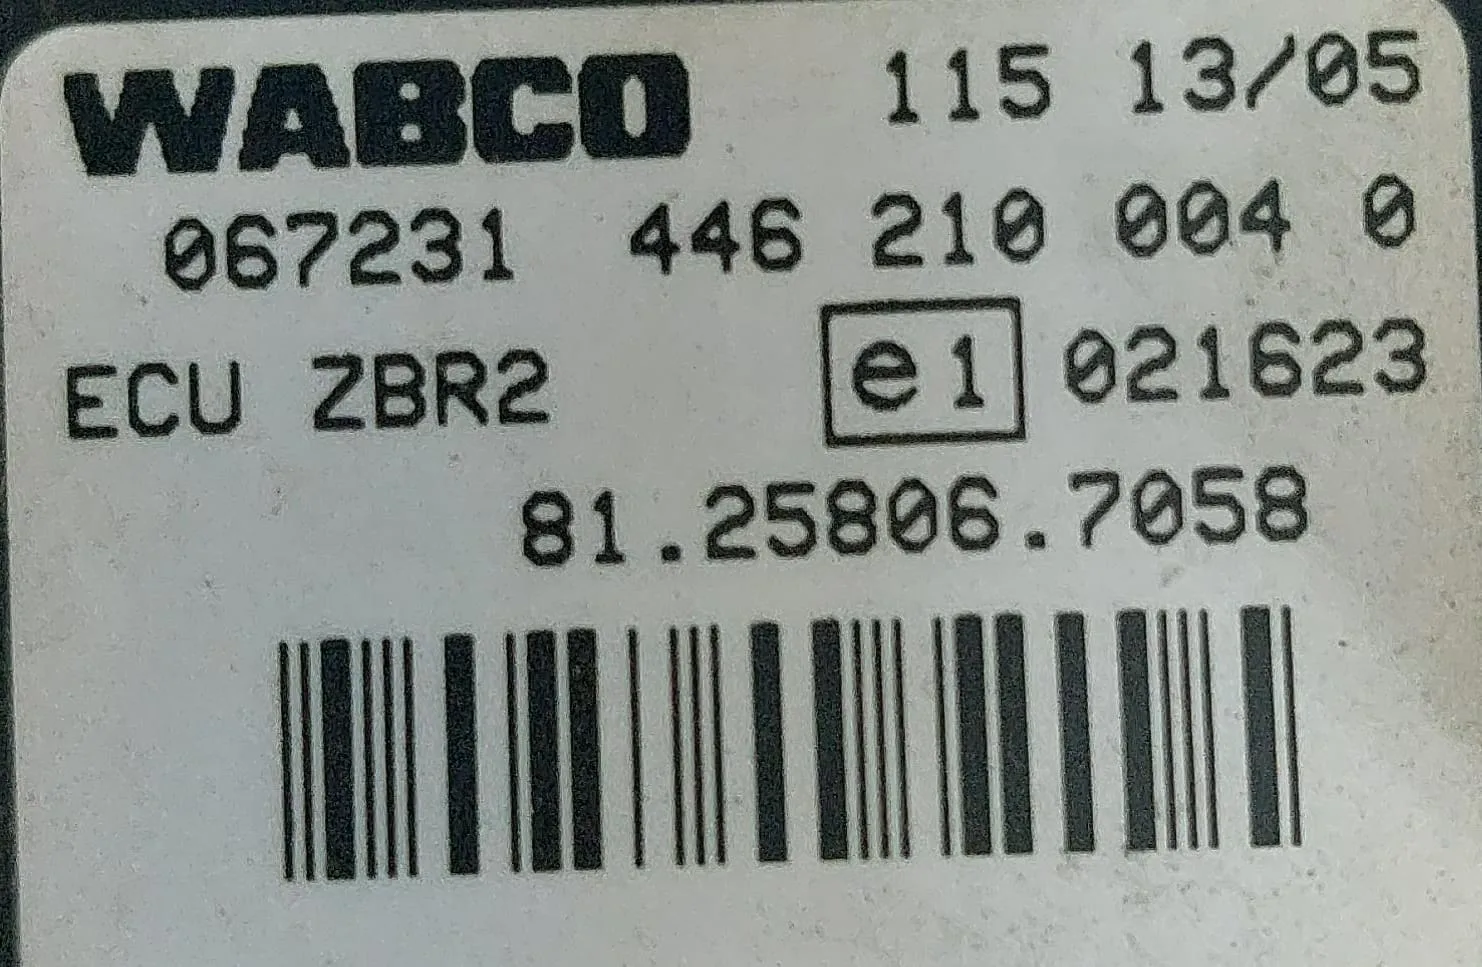 WABCO 115 13/05
067231 446 210 004 0
ECU ZBR2 e1 021623
81.25806.7058